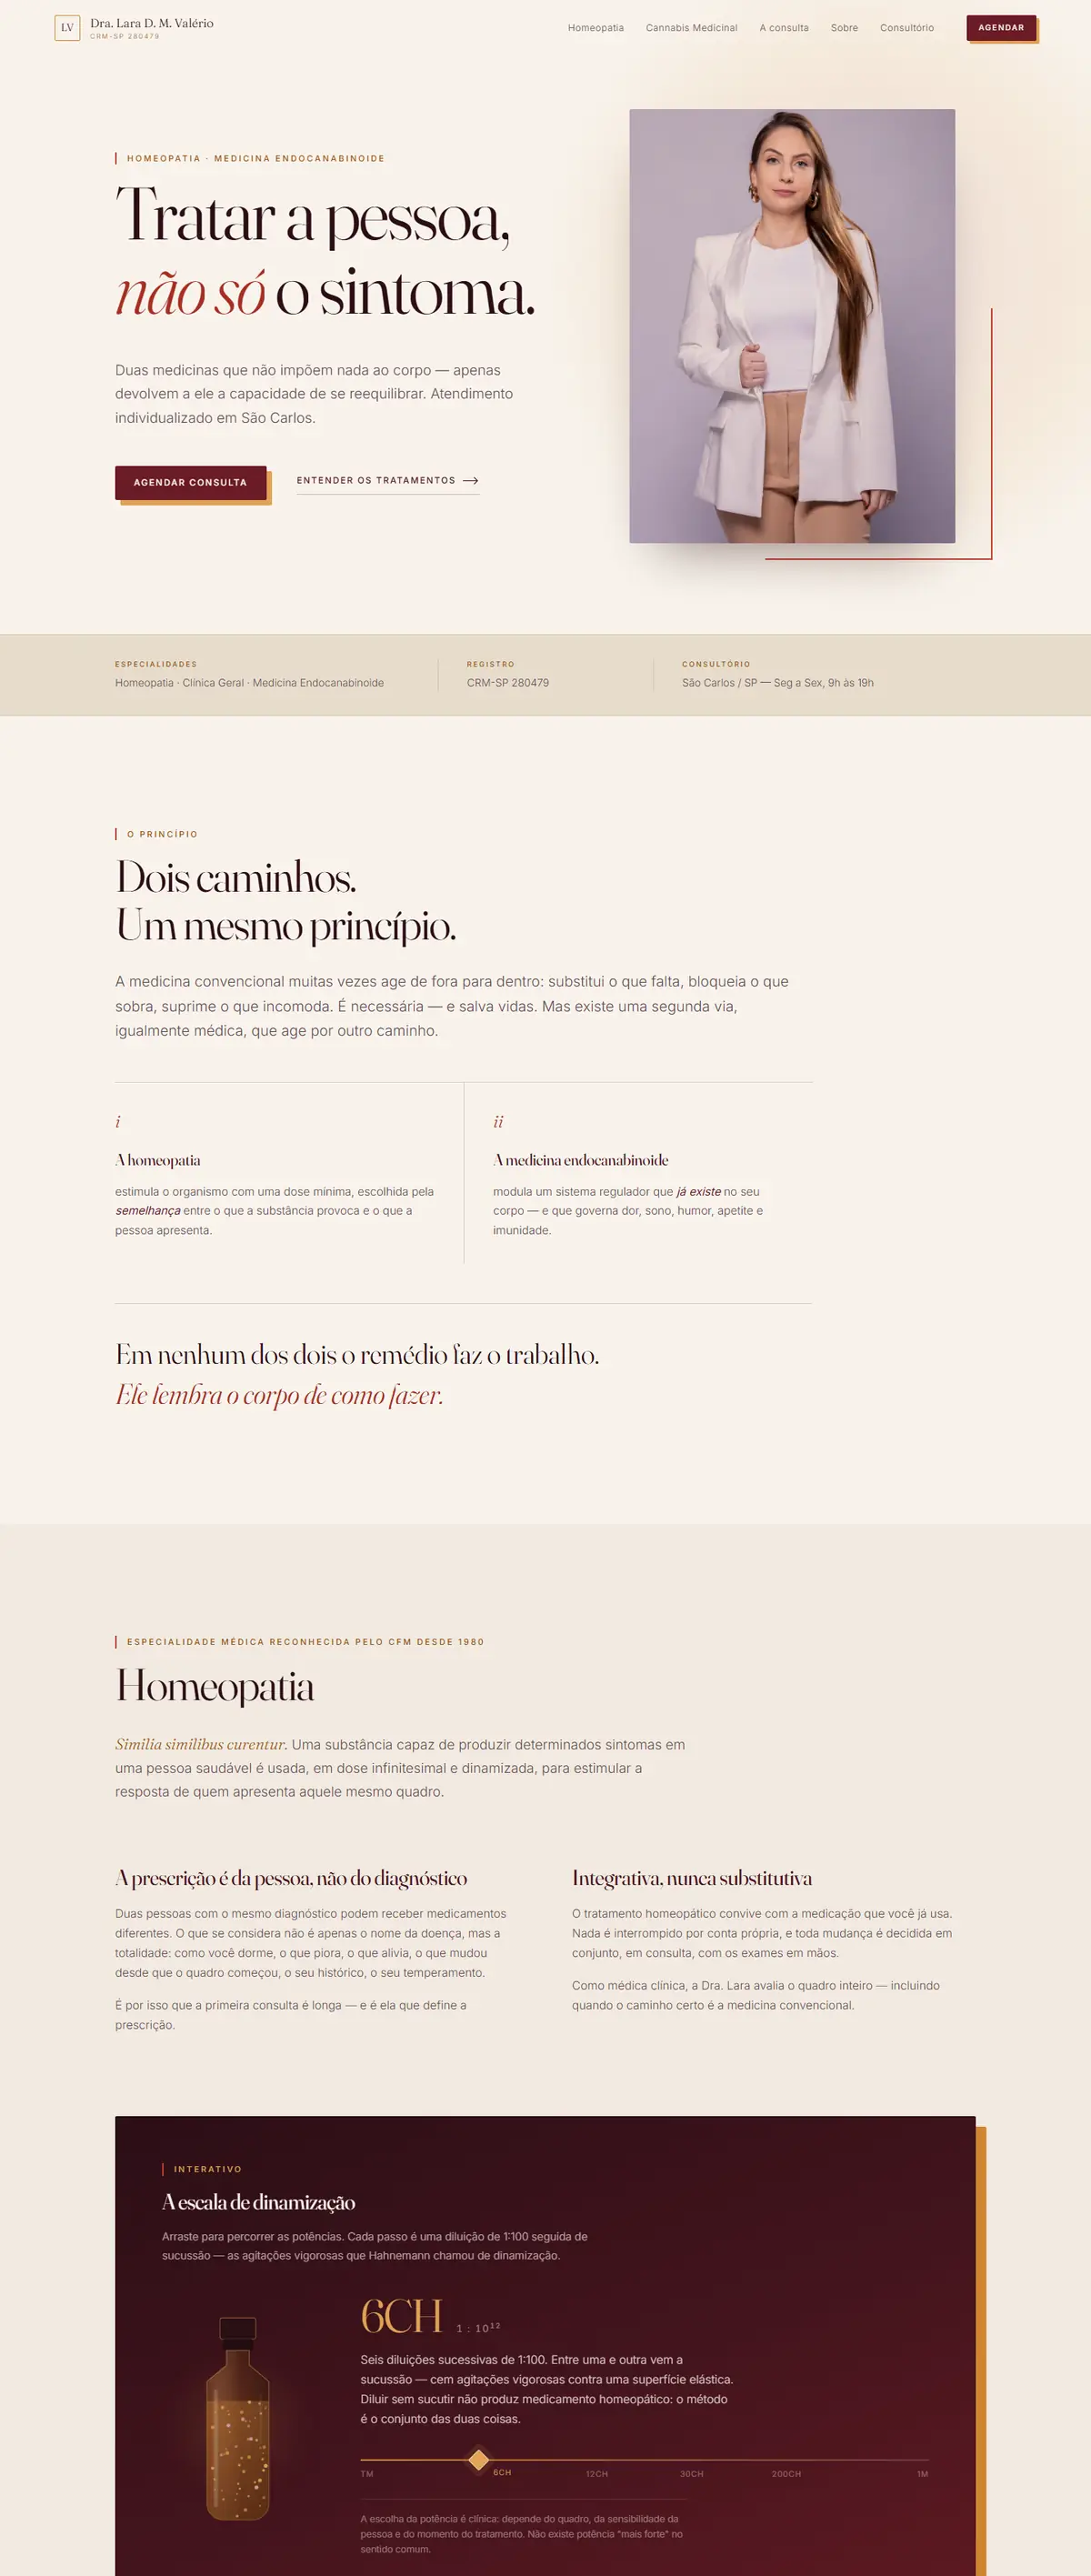 LV
Dra. Lara D. M. Valério
CRM-SP 280479
Homeopatia
Cannabis Medicinal
A consulta
Sobre
Consultório
AGENDAR
HOMEOPATIA · MEDICINA ENDOCANABINOIDE
Tratar a pessoa,
não só o sintoma.
Duas medicinas que não impõem nada ao corpo — apenas
devolvem a ele a capacidade de se reequilibrar. Atendimento
individualizado em São Carlos.
AGENDAR CONSULTA
ENTENDER OS TRATAMENTOS
ESPECIALIDADES
Homeopatia · Clínica Geral · Medicina Endocanabinoide
REGISTRO
CRM-SP 280479
CONSULTÓRIO
São Carlos / SP — Seg a Sex, 9h às 19h
O PRINCÍPIO
Dois caminhos.
Um mesmo princípio.
A medicina convencional muitas vezes age de fora para dentro: substitui o que falta, bloqueia o que
sobra, suprime o que incomoda. É necessária — e salva vidas. Mas existe uma segunda via,
igualmente médica, que age por outro caminho.
i
A homeopatia
estimula o organismo com uma dose mínima, escolhida pela
semelhança entre o que a substância provoca e o que a
pessoa apresenta.
ii
A medicina endocanabinoide
modula um sistema regulador que já existe no seu
corpo — e que governa dor, sono, humor, apetite e
imunidade.
Em nenhum dos dois o remédio faz o trabalho.
Ele lembra o corpo de como fazer.
ESPECIALIDADE MÉDICA RECONHECIDA PELO CFM DESDE 1980
Homeopatia
Similia similibus curentur. Uma substância capaz de produzir determinados sintomas em
uma pessoa saudável é usada, em dose infinitesimal e dinamizada, para estimular a
resposta de quem apresenta aquele mesmo quadro.
A prescrição é da pessoa, não do diagnóstico
Duas pessoas com o mesmo diagnóstico podem receber medicamentos
diferentes. O que se considera não é apenas o nome da doença, mas a
totalidade: como você dorme, o que piora, o que alivia, o que mudou
desde que o quadro começou, o seu histórico, o seu temperamento.
É por isso que a primeira consulta é longa — e é ela que define a
prescrição.
Integrativa, nunca substitutiva
O tratamento homeopático convive com a medicação que você já usa.
Nada é interrompido por conta própria, e toda mudança é decidida em
conjunto, em consulta, com os exames em mãos.
Como médica clínica, a Dra. Lara avalia o quadro inteiro — incluindo
quando o caminho certo é a medicina convencional.
INTERATIVO
A escala de dinamização
Arraste para percorrer as potências. Cada passo é uma diluição de 1:100 seguida de
sucussão — as agitações vigorosas que Hahnemann chamou de dinamização.
6CH 1 : 10¹²
Seis diluições sucessivas de 1:100. Entre uma e outra vem a
sucussão — cem agitações vigorosas contra uma superfície elástica.
Diluir sem sucutir não produz medicamento homeopático: o método
é o conjunto das duas coisas.
TM
6CH
12CH
30CH
200CH
1M
A escolha da potência é clínica: depende do quadro, da sensibilidade da
pessoa e do momento do tratamento. Não existe potência "mais forte" no
sentido comum.